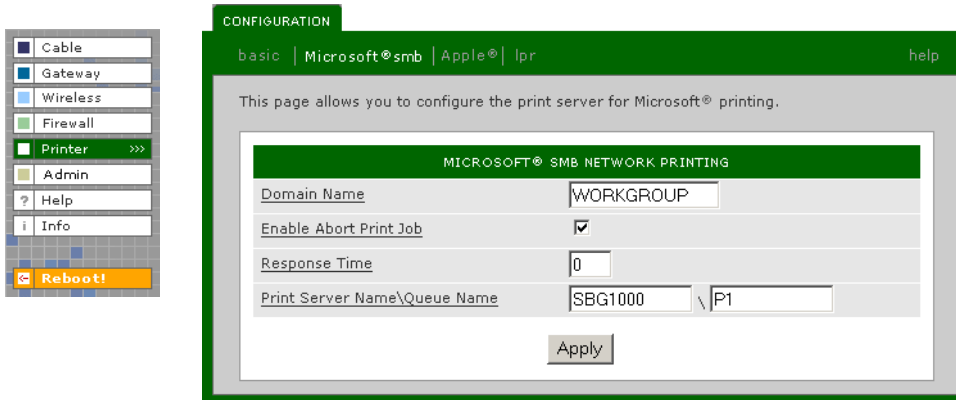 Cable
Gateway
Wireless
Firewall
Printer >>>
Admin
? Help
i Info
Reboot!
CONFIGURATION
basic | Microsoft®smb | Apple® | lpr help
This page allows you to configure the print server for Microsoft® printing.
MICROSOFT® SMB NETWORK PRINTING
Domain Name WORKGROUP
Enable Abort Print Job
Response Time 0
Print Server Name\Queue Name SBG1000 \ P1
Apply